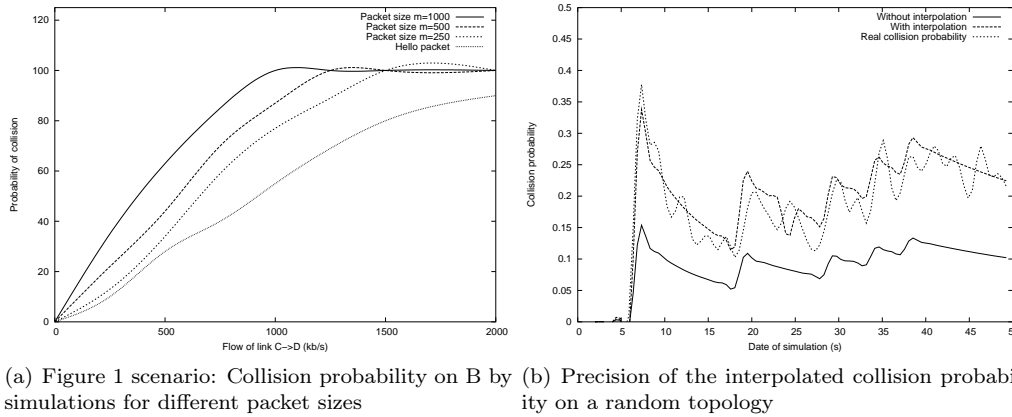 120
100
80
60
40
20
0
Probability of collision
Packet size m=1000
Packet size m=500
Packet size m=250
Hello packet
0 500 1000 1500 2000
Flow of link C->D (kb/s)
0.5
0.45
0.4
0.35
0.3
0.25
0.2
0.15
0.1
0.05
0
Collision probability
Without interpolation
With interpolation
Real collision probability
0 5 10 15 20 25 30 35 40 45 50
Date of simulation (s)
(a) Figure 1 scenario: Collision probability on B by
simulations for different packet sizes
(b) Precision of the interpolated collision probabil-
ity on a random topology